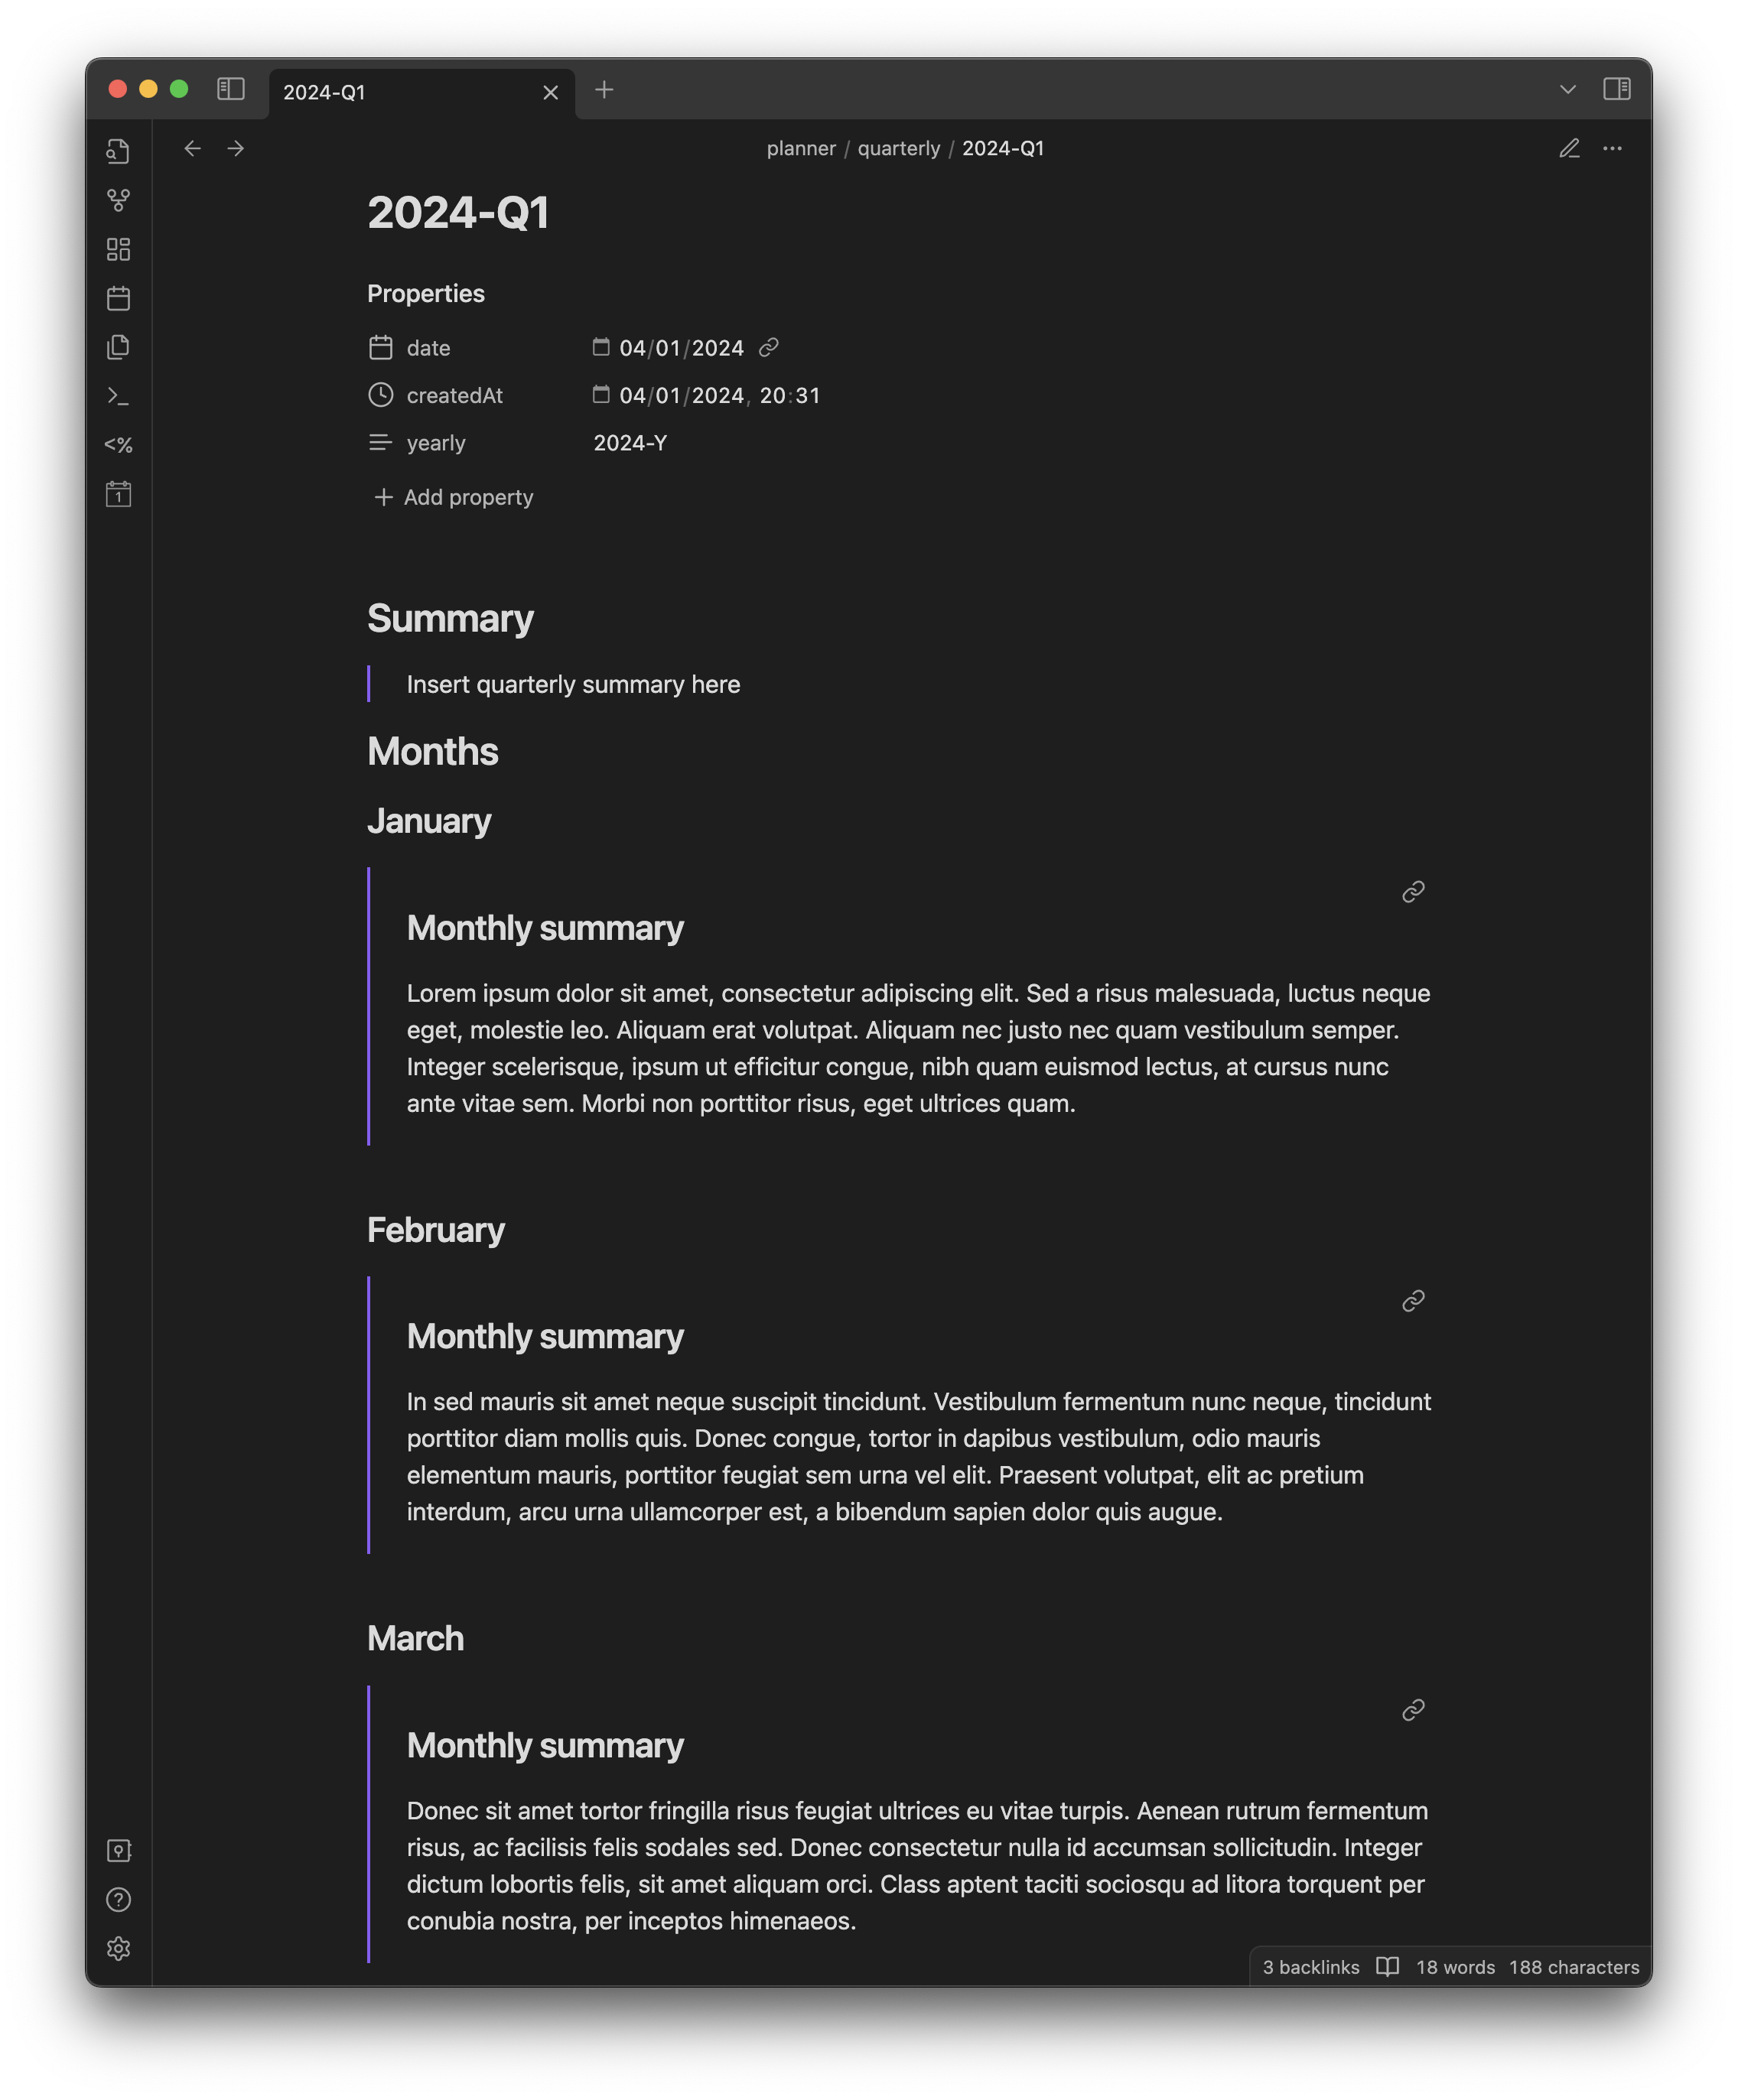 2024-Q1
planner / quarterly / 2024-Q1
<%
1
2024-Q1
Properties
date 04/01/2024
createdAt 04/01/2024, 20:31
yearly 2024-Y
Add property
Summary
Insert quarterly summary here
Months
January
Monthly summary
Lorem ipsum dolor sit amet, consectetur adipiscing elit. Sed a risus malesuada, luctus neque
eget, molestie leo. Aliquam erat volutpat. Aliquam nec justo nec quam vestibulum semper.
Integer scelerisque, ipsum ut efficitur congue, nibh quam euismod lectus, at cursus nunc
ante vitae sem. Morbi non porttitor risus, eget ultrices quam.
February
Monthly summary
In sed mauris sit amet neque suscipit tincidunt. Vestibulum fermentum nunc neque, tincidunt
porttitor diam mollis quis. Donec congue, tortor in dapibus vestibulum, odio mauris
elementum mauris, porttitor feugiat sem urna vel elit. Praesent volutpat, elit ac pretium
interdum, arcu urna ullamcorper est, a bibendum sapien dolor quis augue.
March
Monthly summary
Donec sit amet tortor fringilla risus feugiat ultrices eu vitae turpis. Aenean rutrum fermentum
risus, ac facilisis felis sodales sed. Donec consectetur nulla id accumsan sollicitudin. Integer
dictum lobortis felis, sit amet aliquam orci. Class aptent taciti sociosqu ad litora torquent per
conubia nostra, per inceptos himenaeos.
3 backlinks 18 words 188 characters